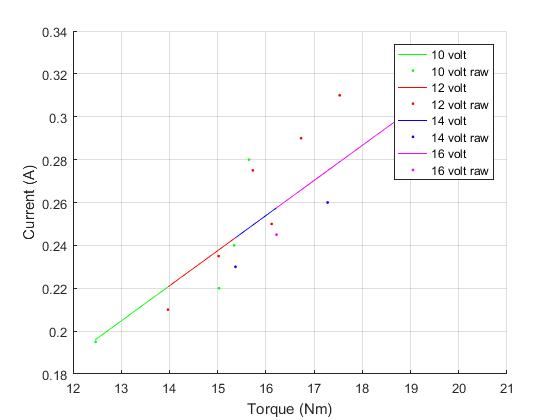 0.34
0.32
0.3
0.28
0.26
0.24
0.22
0.2
0.18
Current (A)
10 volt
10 volt raw
12 volt
12 volt raw
14 volt
14 volt raw
16 volt
16 volt raw
12 13 14 15 16 17 18 19 20 21
Torque (Nm)